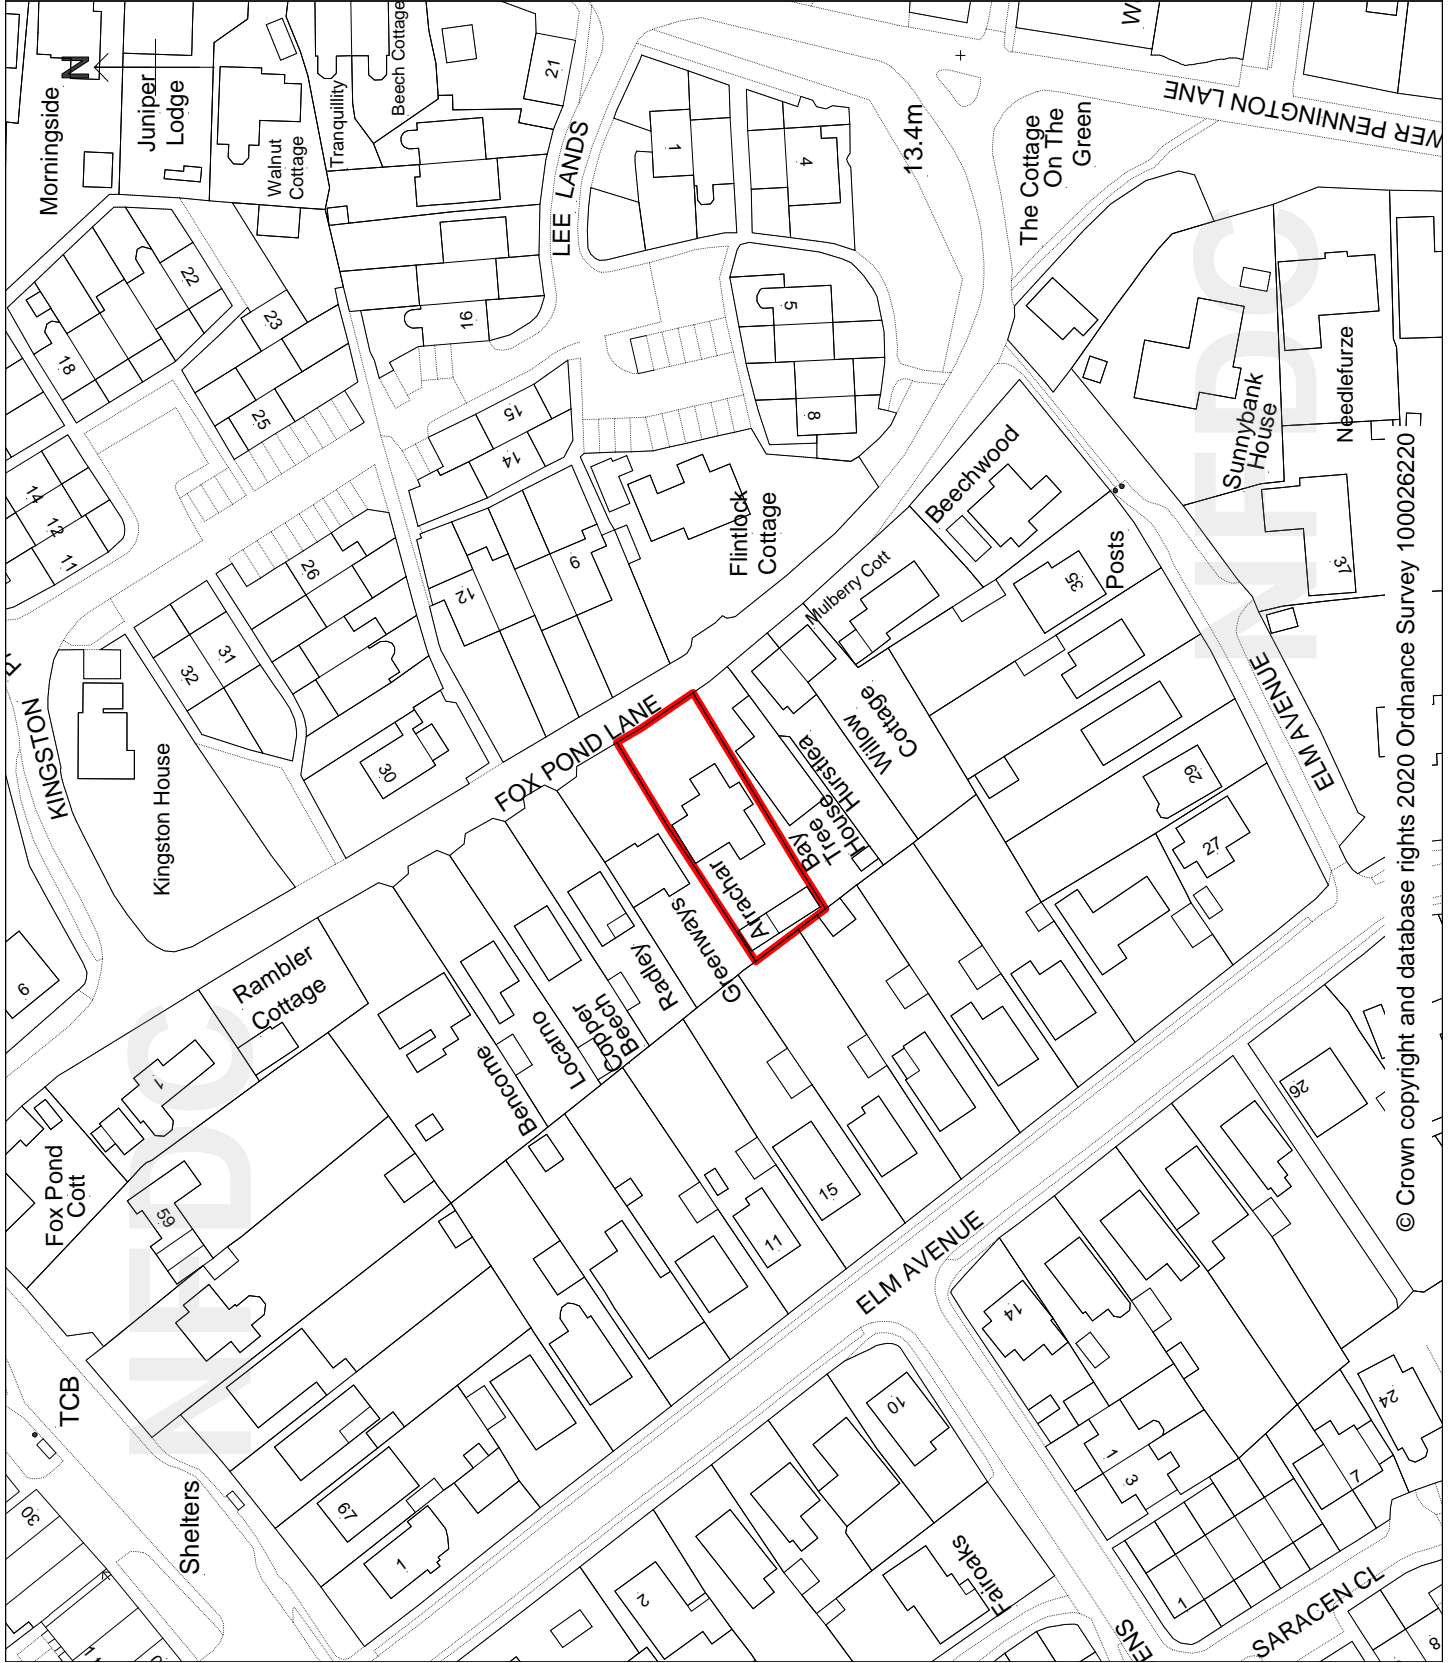 Morningside
N
Juniper
Lodge
Walnut
Cottage
Tranquillity
Beech Cottage
21
LEE LANDS
1
4
13.4m
The Cottage
On The
Green
WER PENNINGTON LANE
22
18
23
25
16
15
14
5
8
14
12
11
26
12
9
Flintlock
Cottage
Beechwood
Mulberry Cott
35
Posts
Sunnybank
House
Needlefurze
37
KINGSTON
32
31
30
Kingston House
FOX POND LANE
Willow
Cottage
Hurstlea
Bay
Tree
House
Arrachar
Greenways
Radley
Copper
Beech
Locarno
Bencome
29
27
ELM AVENUE
6
Rambler
Cottage
1
Fox Pond
Cott
59
15
11
26
ELM AVENUE
14
10
TCB
Shelters
67
1
30
2
Fairoaks
1
3
7
24
1
SARACEN CL
ENS
8
NFDC
NFDC
© Crown copyright and database rights 2020 Ordnance Survey 100026220